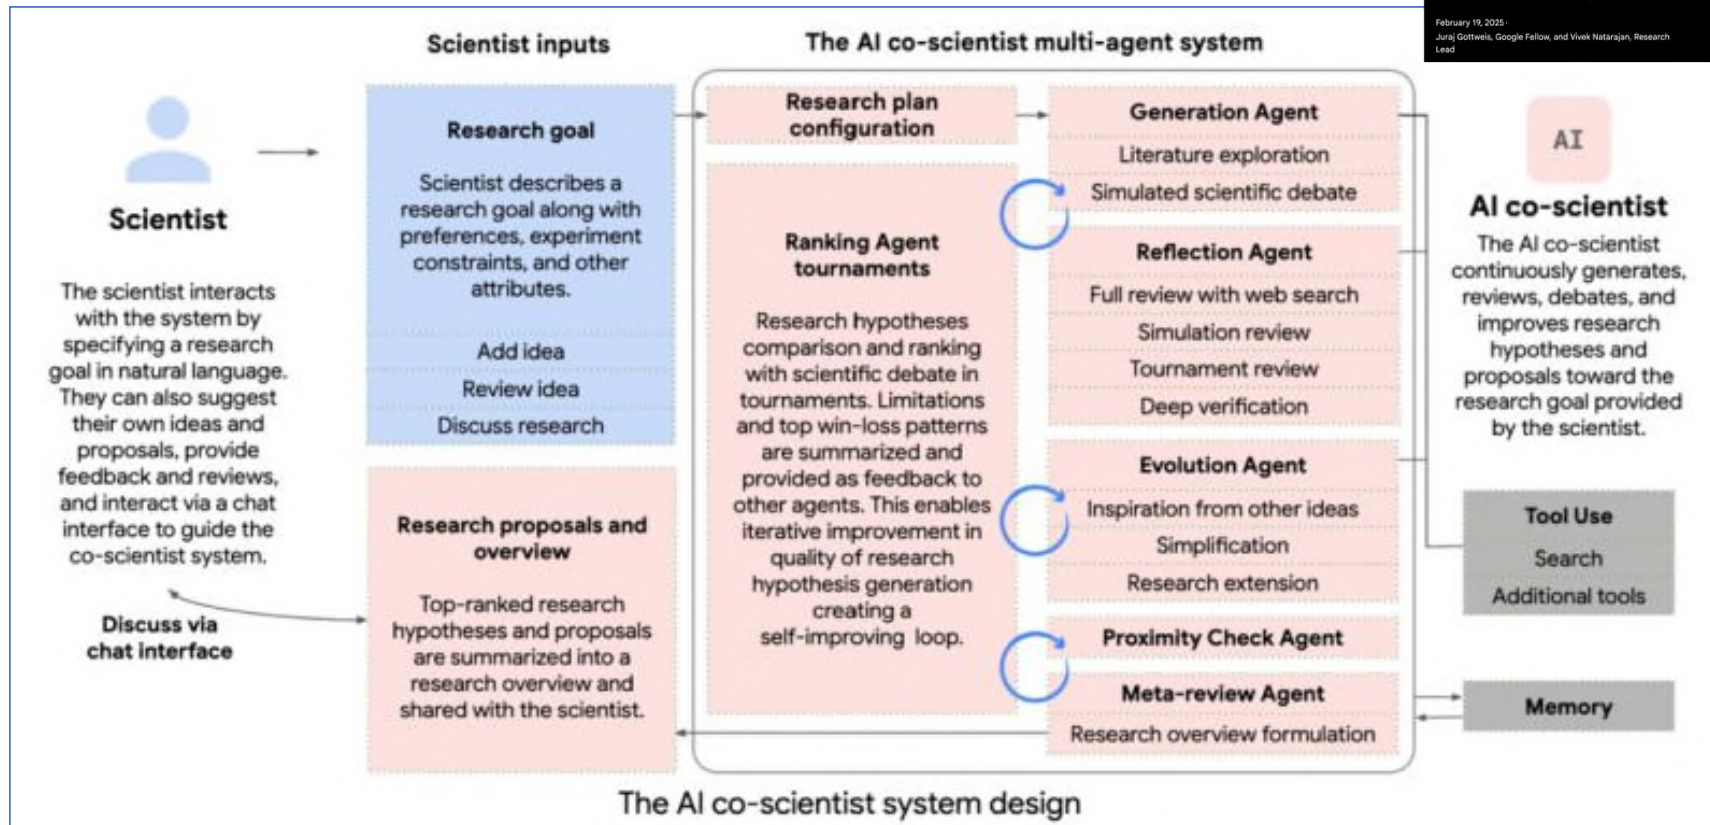 February 19, 2025 ·
Juraj Gottweis, Google Fellow, and Vivek Natarajan, Research
Lead
Scientist inputs
The AI co-scientist multi-agent system
Scientist
The scientist interacts
with the system by
specifying a research
goal in natural language.
They can also suggest
their own ideas and
proposals, provide
feedback and reviews,
and interact via a chat
interface to guide the
co-scientist system.
Discuss via
chat interface
Research goal
Scientist describes a
research goal along with
preferences, experiment
constraints, and other
attributes.
Add idea
Review idea
Discuss research
Research proposals and
overview
Top-ranked research
hypotheses and proposals
are summarized into a
research overview and
shared with the scientist.
Research plan
configuration
Ranking Agent
tournaments
Research hypotheses
comparison and ranking
with scientific debate in
tournaments. Limitations
and top win-loss patterns
are summarized and
provided as feedback to
other agents. This enables
iterative improvement in
quality of research
hypothesis generation
creating a
self-improving loop.
Generation Agent
Literature exploration
Simulated scientific debate
Reflection Agent
Full review with web search
Simulation review
Tournament review
Deep verification
Evolution Agent
Inspiration from other ideas
Simplification
Research extension
Proximity Check Agent
Meta-review Agent
Research overview formulation
AI
AI co-scientist
The AI co-scientist
continuously generates,
reviews, debates, and
improves research
hypotheses and
proposals toward the
research goal provided
by the scientist.
Tool Use
Search
Additional tools
Memory
The AI co-scientist system design